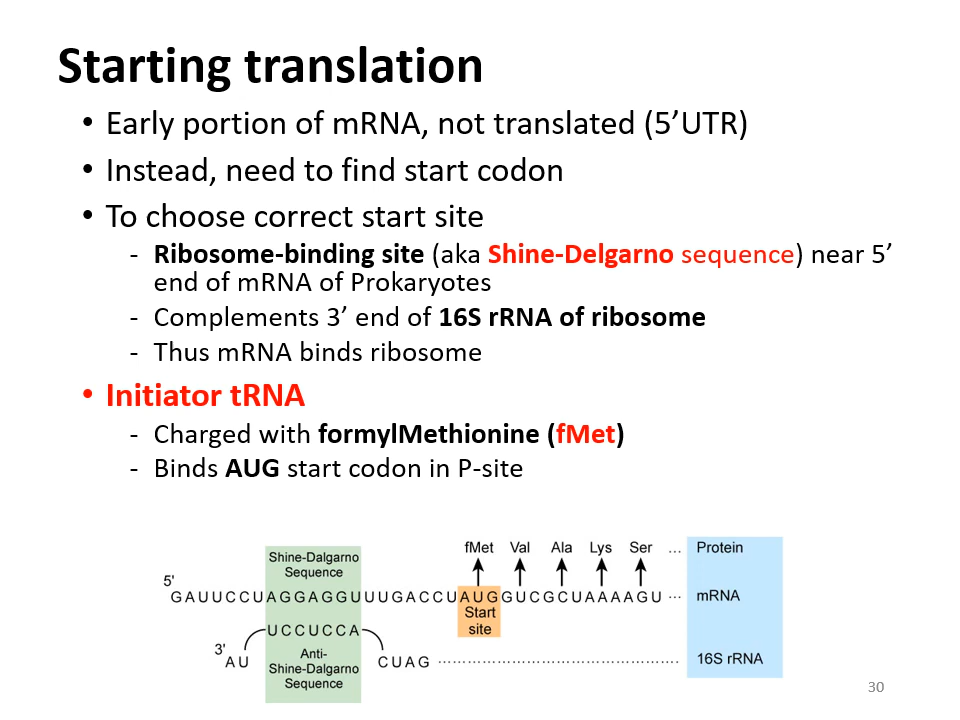 Starting translation
• Early portion of mRNA, not translated (5’UTR)
• Instead, need to find start codon
• To choose correct start site
- Ribosome-binding site (aka Shine-Delgarno sequence) near 5’
end of mRNA of Prokaryotes
- Complements 3’ end of 16S rRNA of ribosome
- Thus mRNA binds ribosome
• Initiator tRNA
- Charged with formylMethionine (fMet)
- Binds AUG start codon in P-site
fMet Val Ala Lys Ser ... Protein
Shine-Dalgarno
Sequence
5'
GAUUCCUAGGAGGUUUGACCUAUGGUCGCUAAAAGU ... mRNA
Start
site
UCCUCCA
3'
AU
CUAG ........ 16S rRNA
Anti-
Shine-Dalgarno
Sequence
30